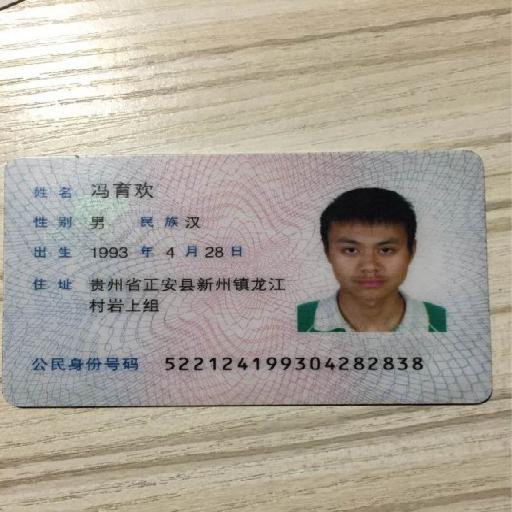 姓名 冯育欢
性别 男 民族 汉
出生 1993 年 4 月 28 日
住址 贵州省正安县新州镇龙江
村岩上组
公民身份号码 522124199304282838